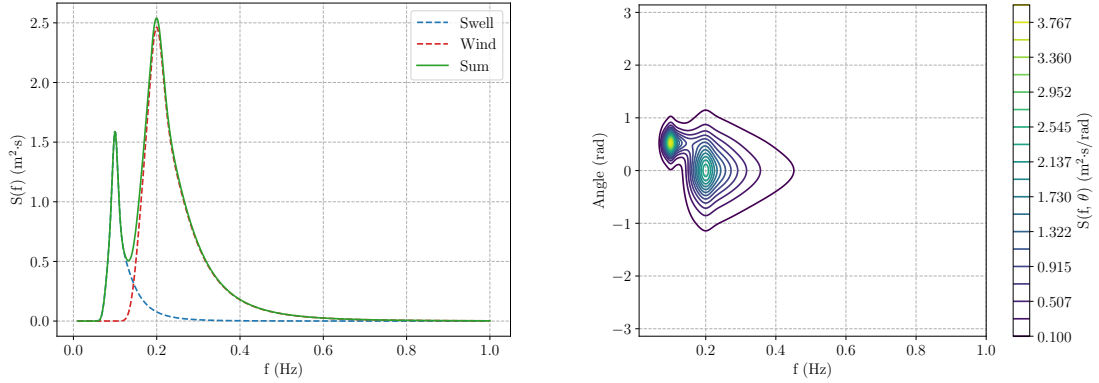 2.5
2.0
1.5
1.0
0.5
0.0
S(f) (m²·s)
0.0 0.2 0.4 0.6 0.8 1.0
f (Hz)
Swell
Wind
Sum
3
2
1
0
−1
−2
−3
Angle (rad)
0.2 0.4 0.6 0.8 1.0
f (Hz)
3.767
3.360
2.952
2.545
2.137
1.730
1.322
0.915
0.507
0.100
S(f, θ) (m²·s/rad)